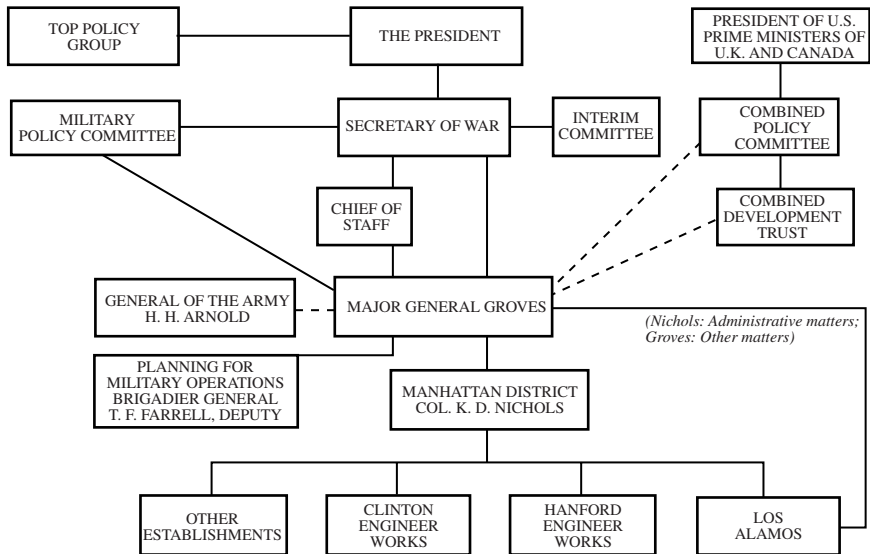 TOP POLICY
GROUP
THE PRESIDENT
PRESIDENT OF U.S.
PRIME MINISTERS OF
U.K. AND CANADA
MILITARY
POLICY COMMITTEE
SECRETARY OF WAR
INTERIM
COMMITTEE
COMBINED
POLICY
COMMITTEE
CHIEF OF
STAFF
COMBINED
DEVELOPMENT
TRUST
GENERAL OF THE ARMY
H. H. ARNOLD
MAJOR GENERAL GROVES
(Nichols: Administrative matters;
Groves: Other matters)
PLANNING FOR
MILITARY OPERATIONS
BRIGADIER GENERAL
T. F. FARRELL, DEPUTY
MANHATTAN DISTRICT
COL. K. D. NICHOLS
OTHER
ESTABLISHMENTS
CLINTON
ENGINEER
WORKS
HANFORD
ENGINEER
WORKS
LOS
ALAMOS